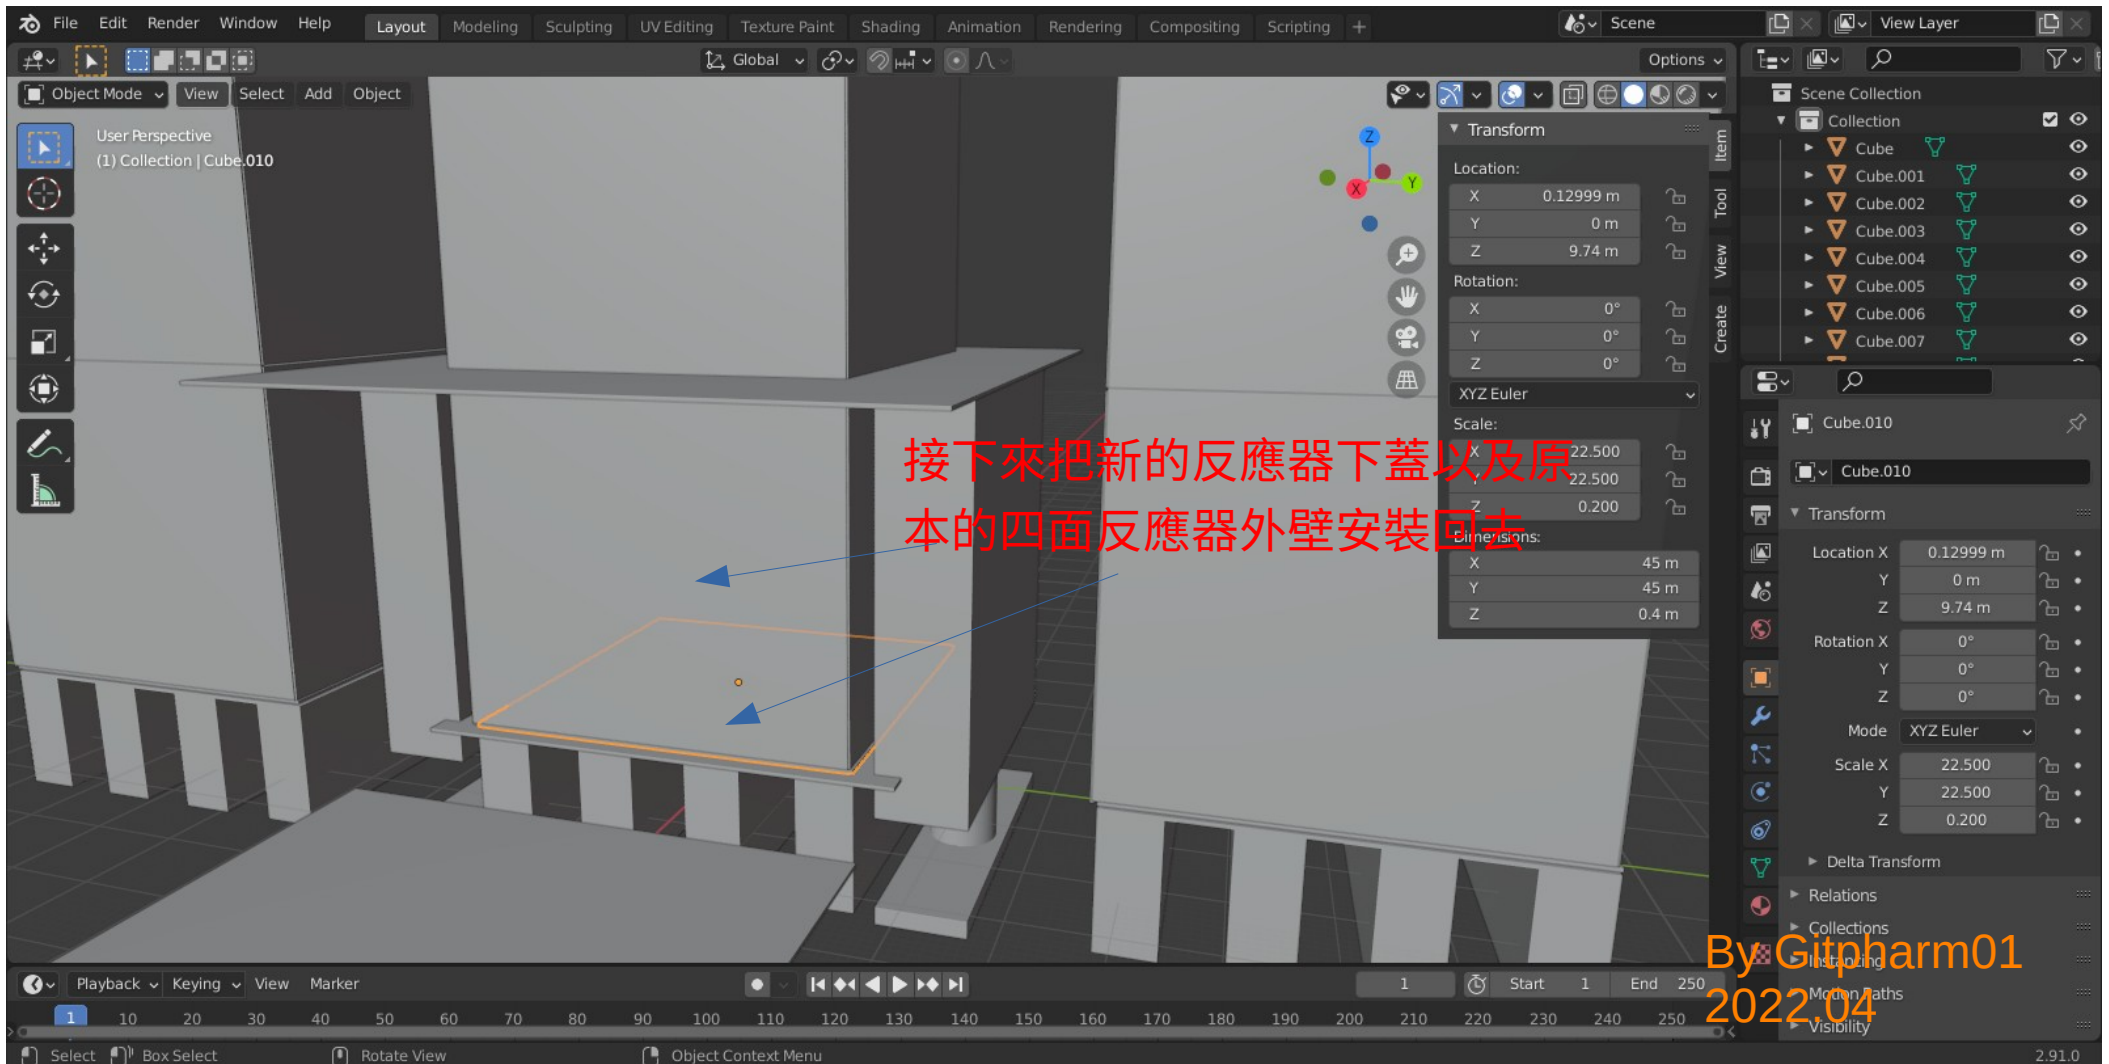 File Edit Render Window Help Layout Modeling Sculpting UV Editing Texture Paint Shading Animation Rendering Compositing Scripting + Scene View Layer
Global Options
Object Mode View Select Add Object
User Perspective
(1) Collection | Cube.010
Z
Y
X
Transform
Location:
X 0.12999 m
Y 0 m
Z 9.74 m
Rotation:
X 0°
Y 0°
Z 0°
XYZ Euler
Scale:
X 22.500
22.500
Z 0.200
Dimensions:
X 45 m
Y 45 m
Z 0.4 m
Item
Tool
View
Create
接下來把新的反應器下蓋以及原
本的四面反應器外壁安裝回去
Scene Collection
Collection
Cube
Cube.001
Cube.002
Cube.003
Cube.004
Cube.005
Cube.006
Cube.007
Cube.010
Cube.010
Transform
Location X 0.12999 m
Y 0 m
Z 9.74 m
Rotation X 0°
Y 0°
Z 0°
Mode XYZ Euler
Scale X 22.500
Y 22.500
Z 0.200
Delta Transform
Relations
Collections
Instancing
Motion Paths
Visibility
By Gitpharm01
2022.04
Playback Keying View Marker 1 Start 1 End 250
1 10 20 30 40 50 60 70 80 90 100 110 120 130 140 150 160 170 180 190 200 210 220 230 240 250
Select Box Select Rotate View Object Context Menu 2.91.0